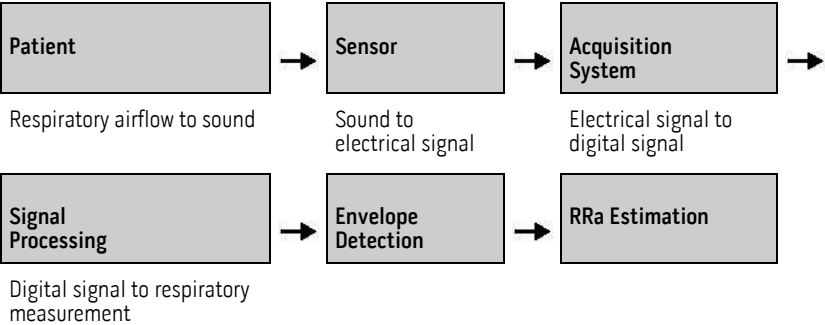 Patient
Sensor
Acquisition
System
Respiratory airflow to sound
Sound to
electrical signal
Electrical signal to
digital signal
Signal
Processing
Envelope
Detection
RRa Estimation
Digital signal to respiratory
measurement